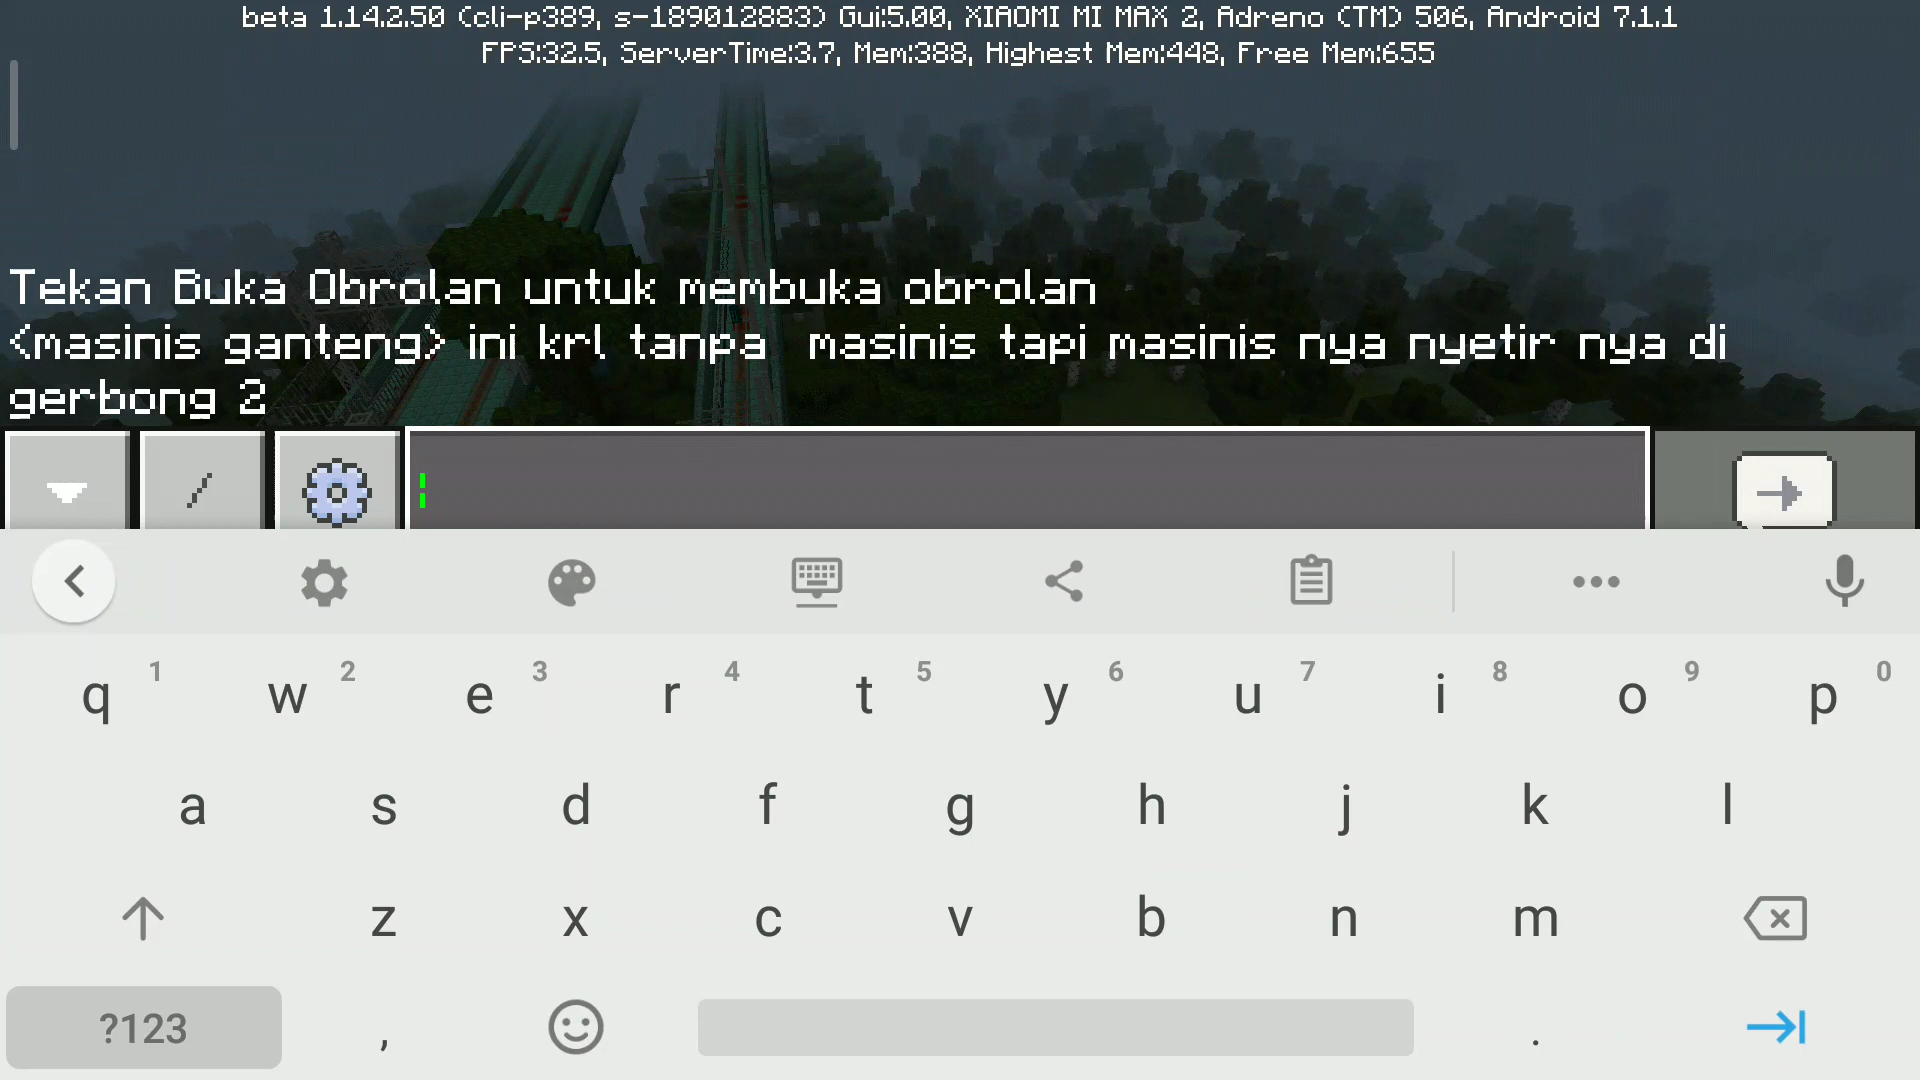 beta 1.14.2.50 (cli-p389, s-189012883) Gui:5.00, XIAOMI MI MAX 2, Adreno (TM) 506, Android 7.1.1
FPS:32.5, ServerTime:3.7, Mem:388, Highest Mem:448, Free Mem:655
Tekan Buka Obrolan untuk membuka obrolan
<masinis ganteng> ini krl tanpa  masinis tapi masinis nya nyetir nya di
gerbong 2
/
q 1 w 2 e 3 r 4 t 5 y 6 u 7 i 8 o 9 p 0
a s d f g h j k l
z x c v b n m
?123 , .